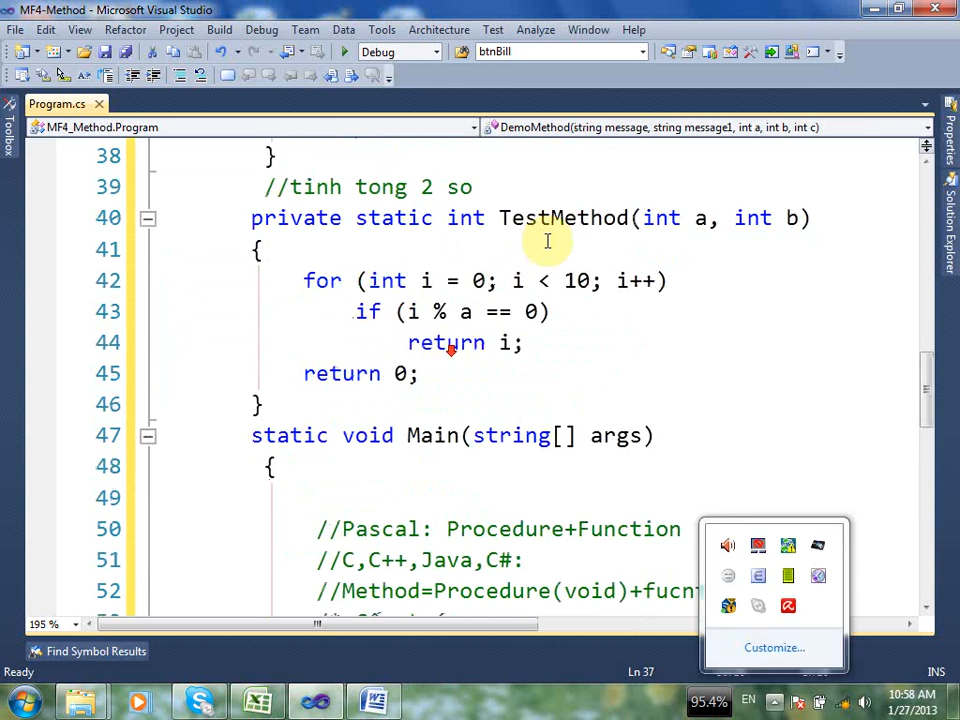 MF4-Method - Microsoft Visual Studio
File Edit View Refactor Project Build Debug Team Data Tools Architecture Test Analyze Window Help
Debug btnBill
Program.cs
MF4_Method.Program DemoMethod(string message, string message1, int a, int b, int c)
Toolbox
Properties
Solution Explorer
38 }
39 //tinh tong 2 so
40 private static int TestMethod(int a, int b)
41 {
42 for (int i = 0; i < 10; i++)
43 if (i % a == 0)
44 return i;
45 return 0;
46 }
47 static void Main(string[] args)
48 {
49
50 //Pascal: Procedure+Function
51 //C,C++,Java,C#:
52 //Method=Procedure(void)+fucnt
Customize...
195 %
Find Symbol Results
Ready Ln 37 INS
95.4% EN 10:58 AM
1/27/2013